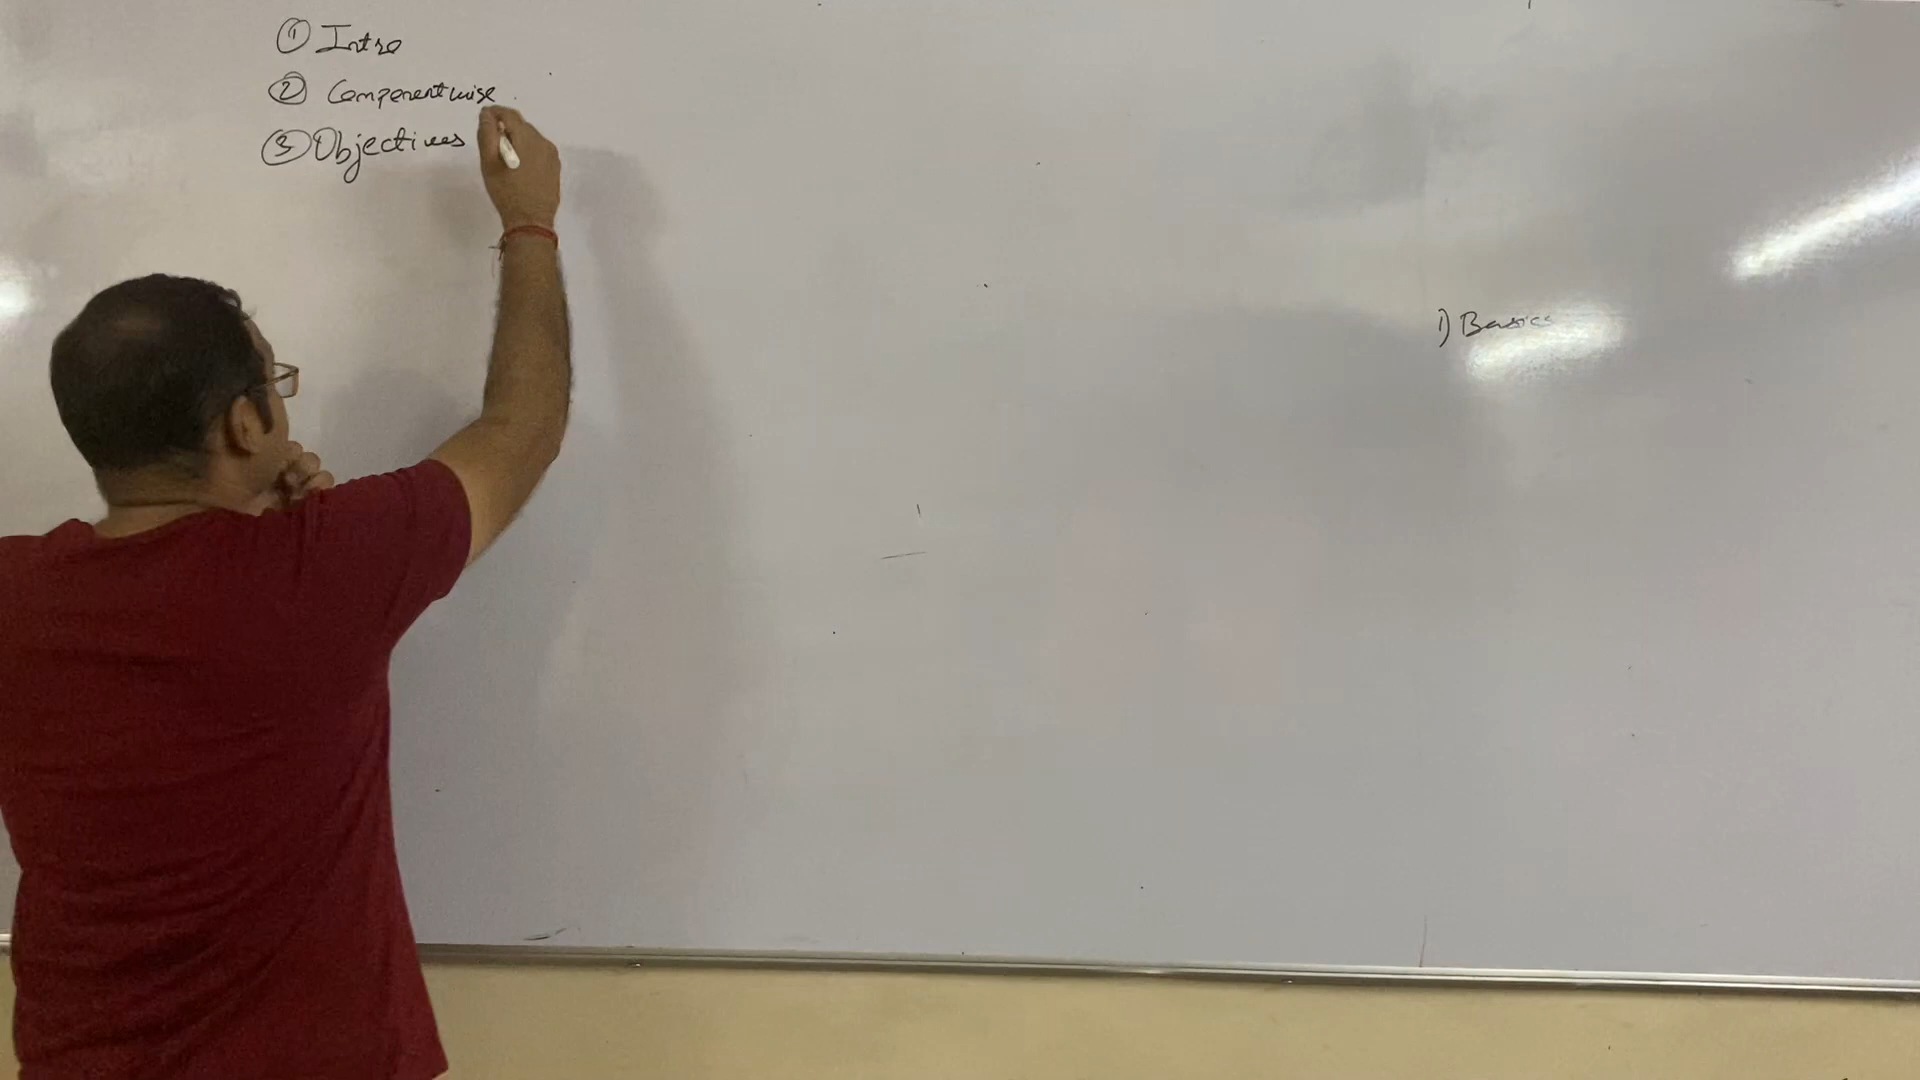 ① Intro
② Componentwise
③ Objectives
1) Basics